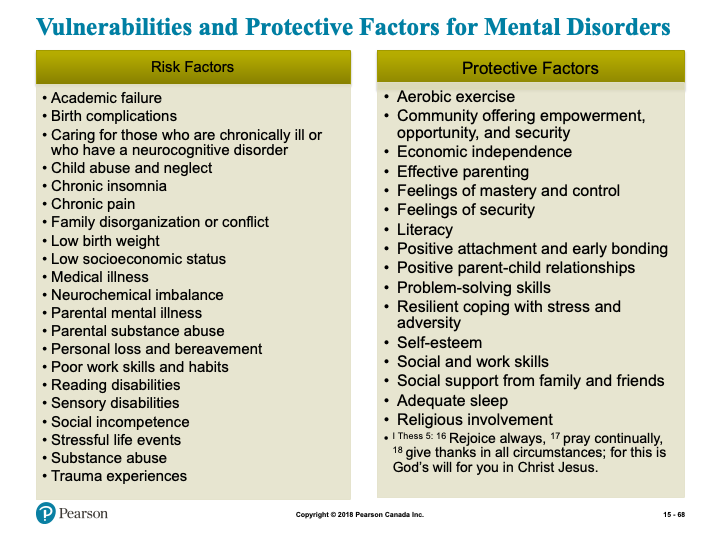 Vulnerabilities and Protective Factors for Mental Disorders
Risk Factors
• Academic failure
• Birth complications
• Caring for those who are chronically ill or
who have a neurocognitive disorder
• Child abuse and neglect
• Chronic insomnia
• Chronic pain
• Family disorganization or conflict
• Low birth weight
• Low socioeconomic status
• Medical illness
• Neurochemical imbalance
• Parental mental illness
• Parental substance abuse
• Personal loss and bereavement
• Poor work skills and habits
• Reading disabilities
• Sensory disabilities
• Social incompetence
• Stressful life events
• Substance abuse
• Trauma experiences
Protective Factors
• Aerobic exercise
• Community offering empowerment,
opportunity, and security
• Economic independence
• Effective parenting
• Feelings of mastery and control
• Feelings of security
• Literacy
• Positive attachment and early bonding
• Positive parent-child relationships
• Problem-solving skills
• Resilient coping with stress and
adversity
• Self-esteem
• Social and work skills
• Social support from family and friends
• Adequate sleep
• Religious involvement
• I Thess 5: 16 Rejoice always, 17 pray continually,
18 give thanks in all circumstances; for this is
God's will for you in Christ Jesus.
P Pearson
Copyright © 2018 Pearson Canada Inc.
15 - 68